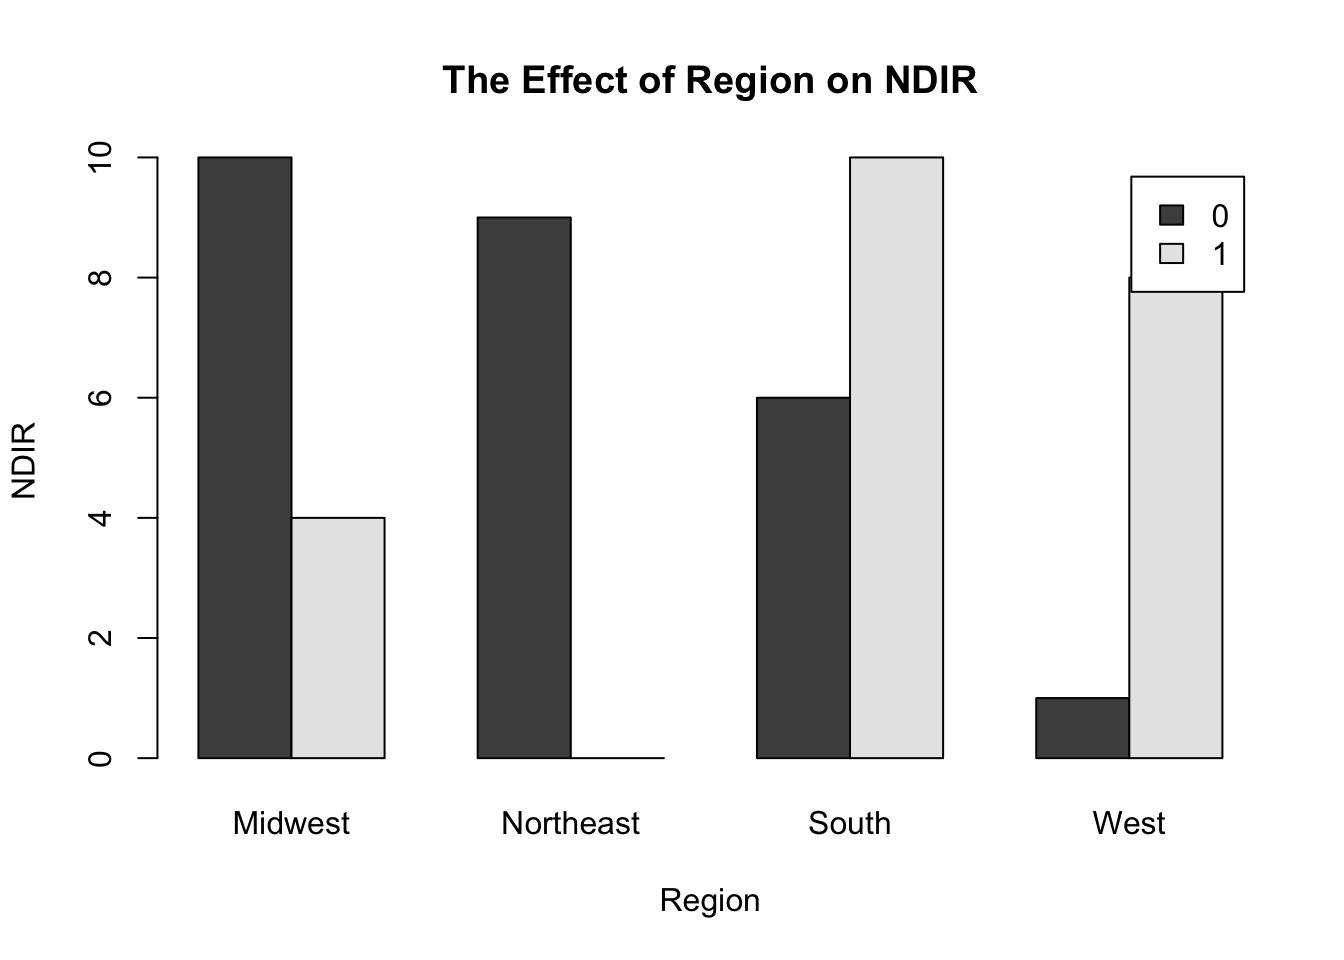 The Effect of Region on NDIR
10
8
6
4
2
0
NDIR
0
1
Midwest Northeast South West
Region